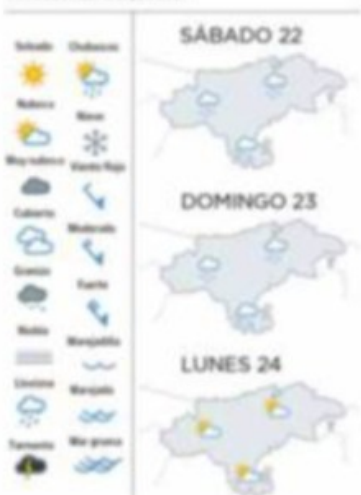 Soleado Chubascos
Nuboso Nieve
Muy nuboso Viento flojo
Cubierto Moderado
Granizo Fuerte
Niebla Marejadilla
Llovizna Marejada
Tormenta Mar gruesa
SÁBADO 22
DOMINGO 23
LUNES 24